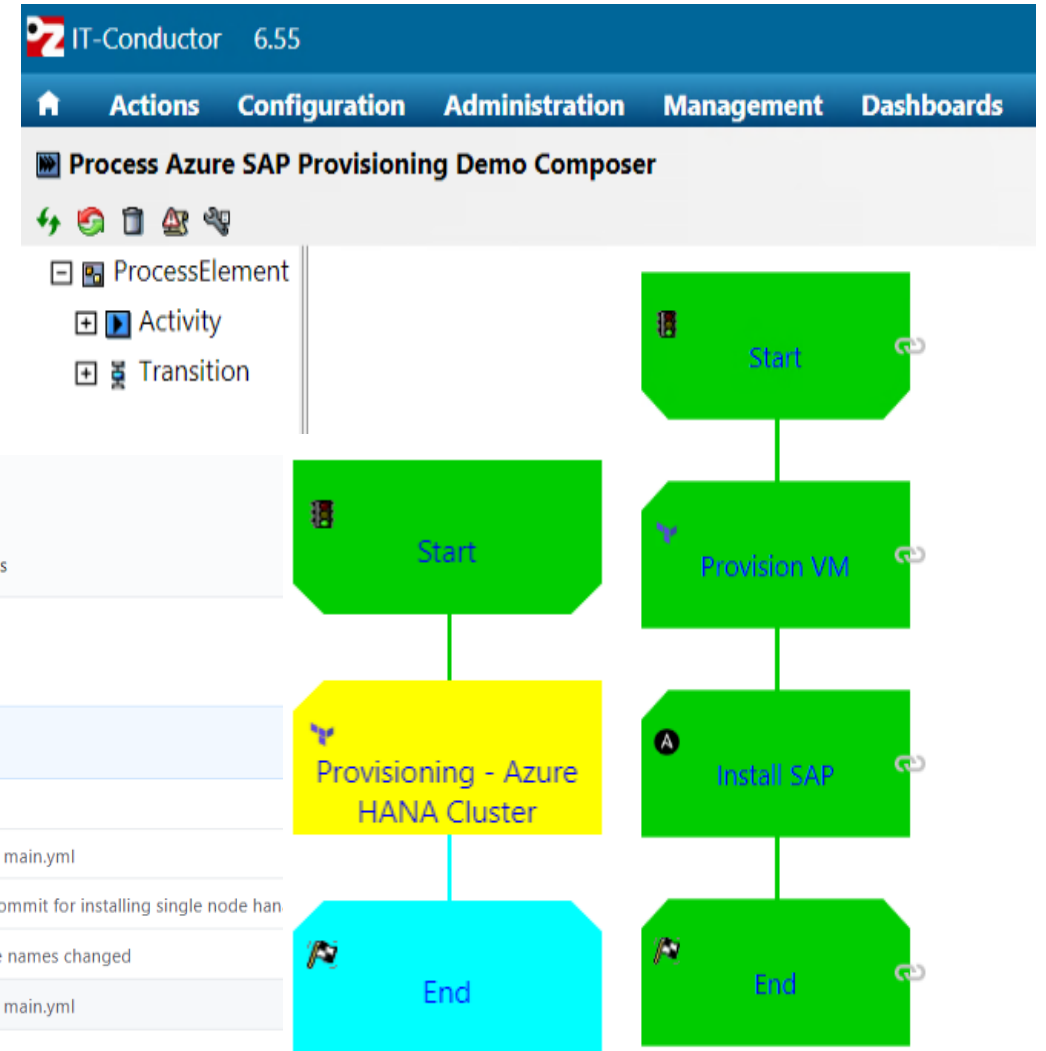 IT-Conductor 6.55
Actions Configuration Administration Management Dashboards
Process Azure SAP Provisioning Demo Composer
ProcessElement
Activity
Transition
Start
Provision VM
Install SAP
End
Start
Provisioning - Azure
HANA Cluster
End
s
main.yml
ommit for installing single node han
e names changed
main.yml